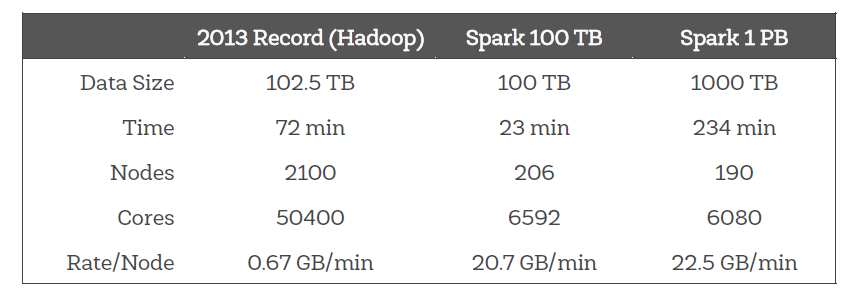 2013 Record (Hadoop) Spark 100 TB Spark 1 PB
Data Size 102.5 TB 100 TB 1000 TB
Time 72 min 23 min 234 min
Nodes 2100 206 190
Cores 50400 6592 6080
Rate/Node 0.67 GB/min 20.7 GB/min 22.5 GB/min